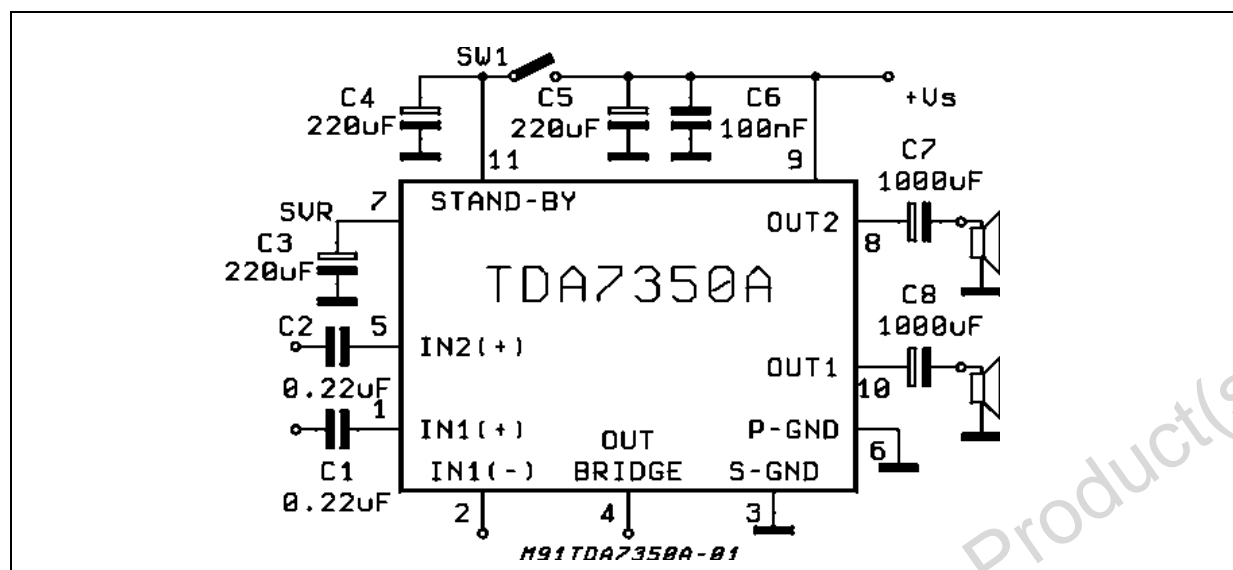 SW1
C4
220uF
C5
220uF
C6
100nF
+Vs
11
9
C7
1000uF
SVR
7
STAND-BY
OUT2
8
C3
220uF
TDA7350A
C8
1000uF
C2
5
IN2(+)
0.22uF
OUT1
10
1
IN1(+)
OUT
BRIDGE
P-GND
6
C1
0.22uF
IN1(-)
S-GND
2
4
3
M91TDA7350A-01
Product(s